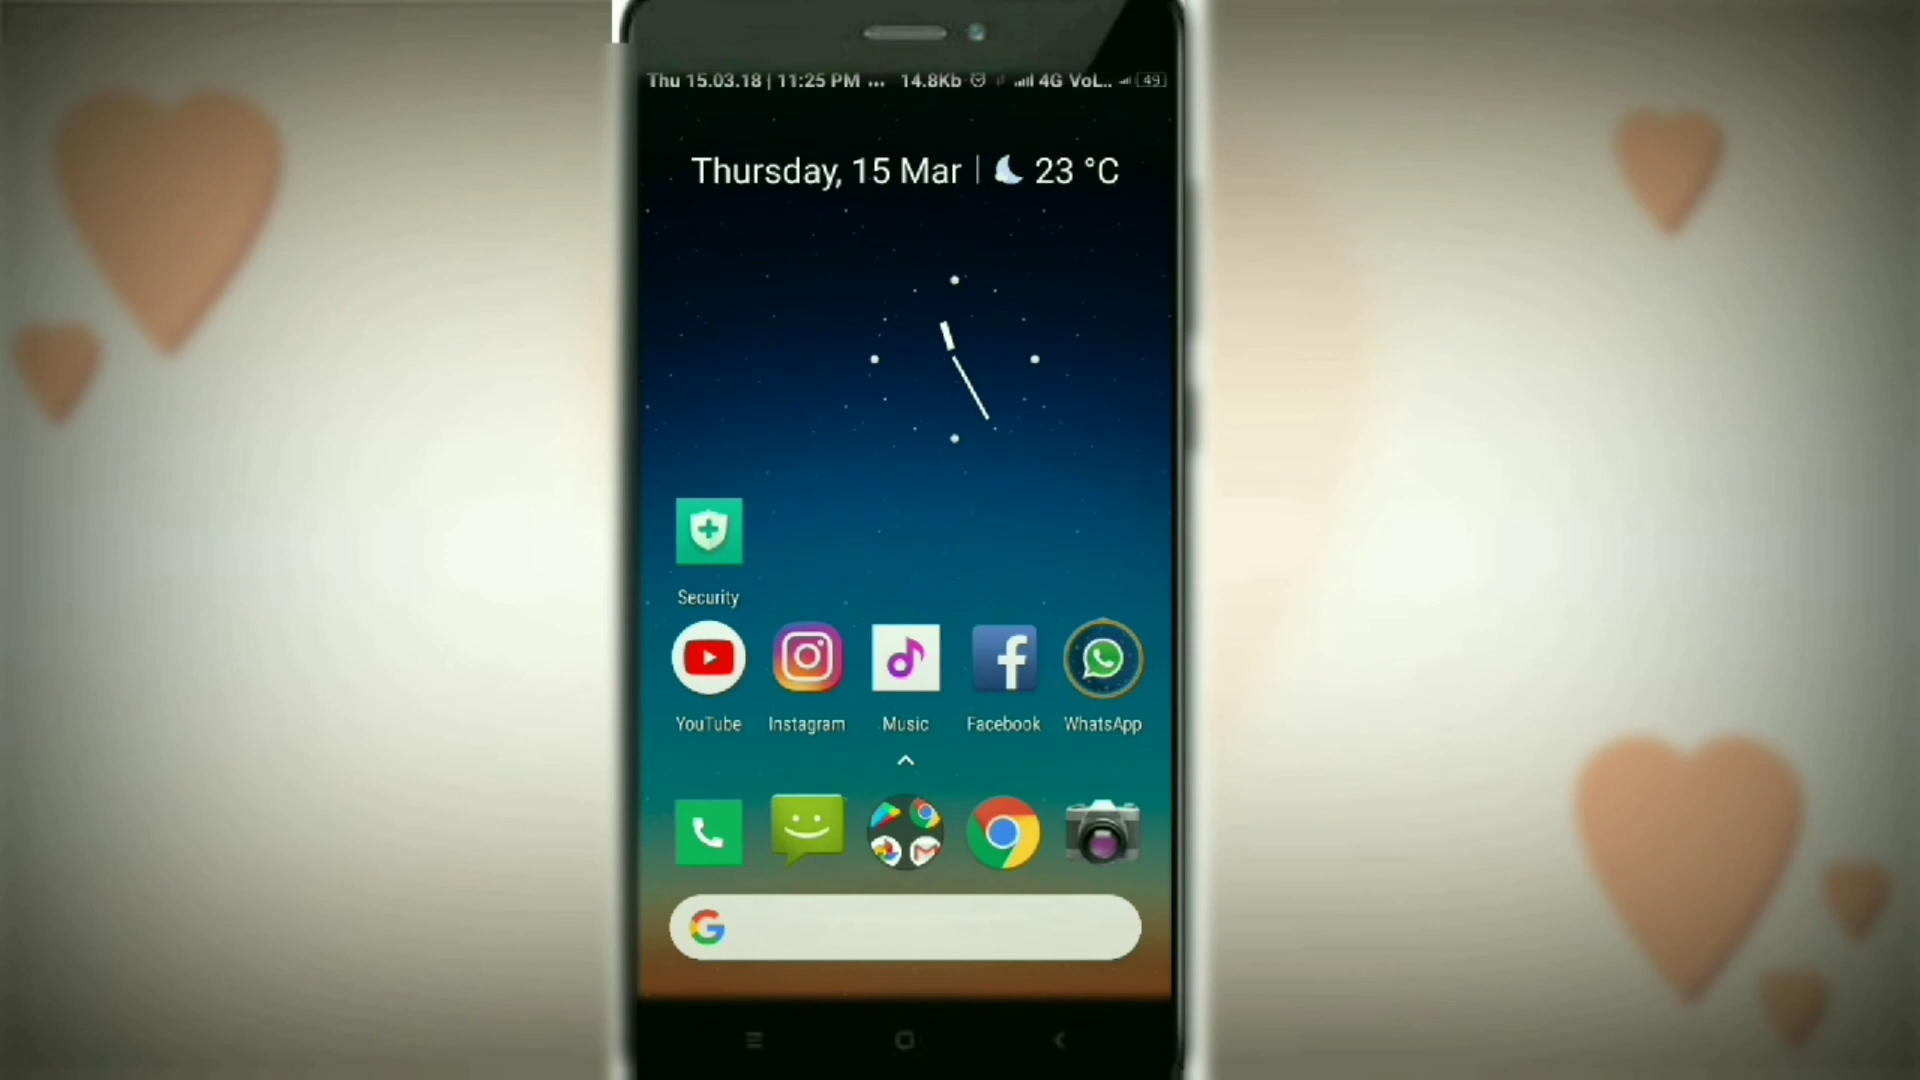 Thu 15.03.18 | 11:25 PM ... 14.8Kb 4G VoL.. 49
Thursday, 15 Mar | 23 °C
Security
YouTube Instagram Music Facebook WhatsApp